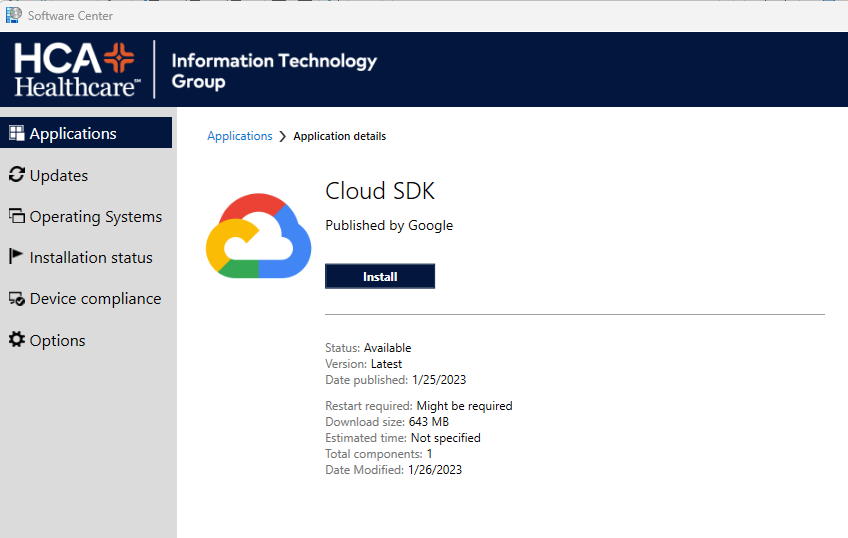 Software Center
HCA
Healthcare™
Information Technology
Group
Applications
Updates
Operating Systems
Installation status
Device compliance
Options
Applications > Application details
Cloud SDK
Published by Google
Install
Status: Available
Version: Latest
Date published: 1/25/2023
Restart required: Might be required
Download size: 643 MB
Estimated time: Not specified
Total components: 1
Date Modified: 1/26/2023